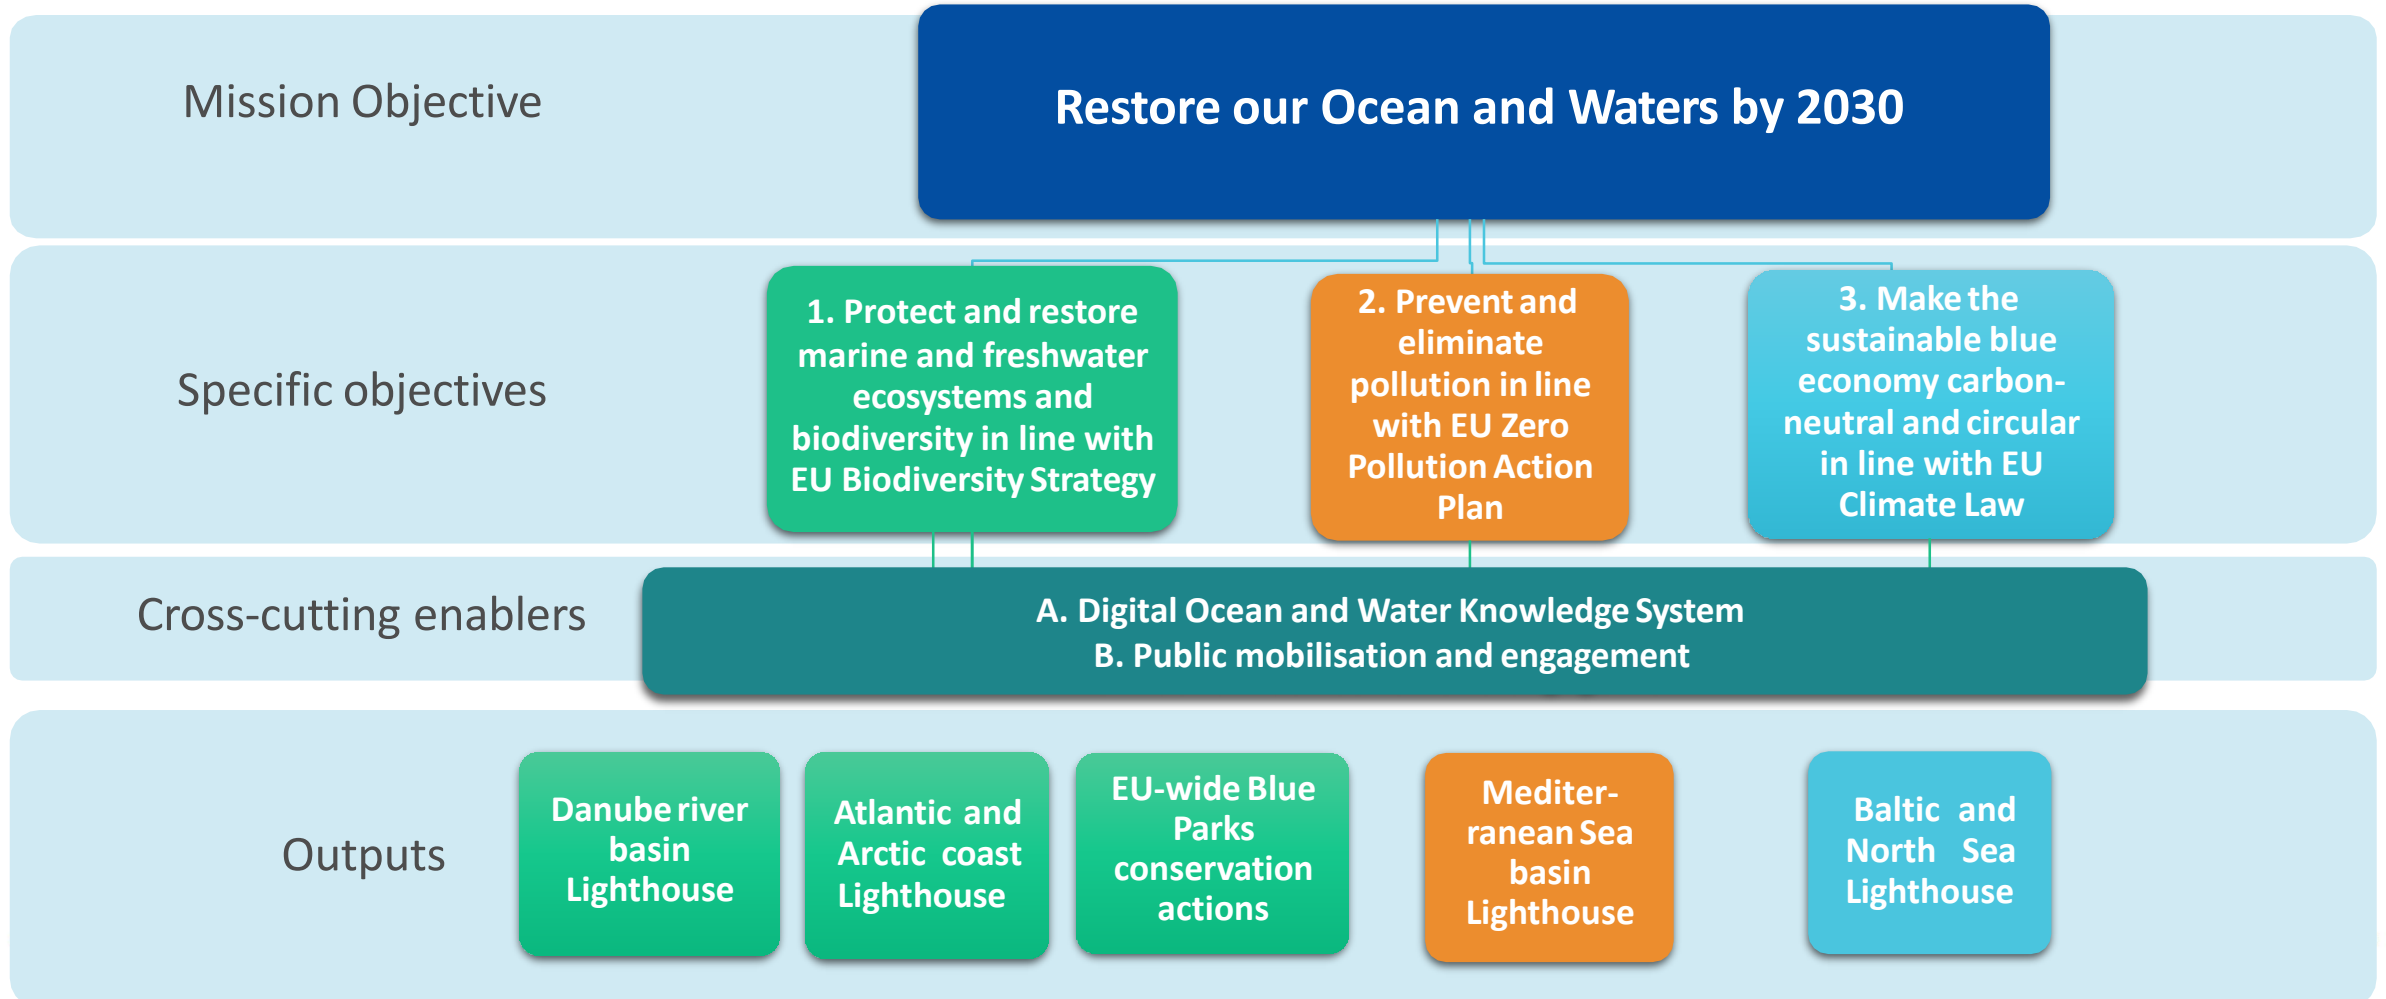 Mission Objective
Restore our Ocean and Waters by 2030
Specific objectives
1. Protect and restore
marine and freshwater
ecosystems and
biodiversity in line with
EU Biodiversity Strategy
2. Prevent and
eliminate
pollution in line
with EU Zero
Pollution Action
Plan
3. Make the
sustainable blue
economy carbon-
neutral and circular
in line with EU
Climate Law
Cross-cutting enablers
A. Digital Ocean and Water Knowledge System
B. Public mobilisation and engagement
Outputs
Danube river
basin
Lighthouse
Atlantic and
Arctic coast
Lighthouse
EU-wide Blue
Parks
conservation
actions
Mediter-
ranean Sea
basin
Lighthouse
Baltic and
North Sea
Lighthouse